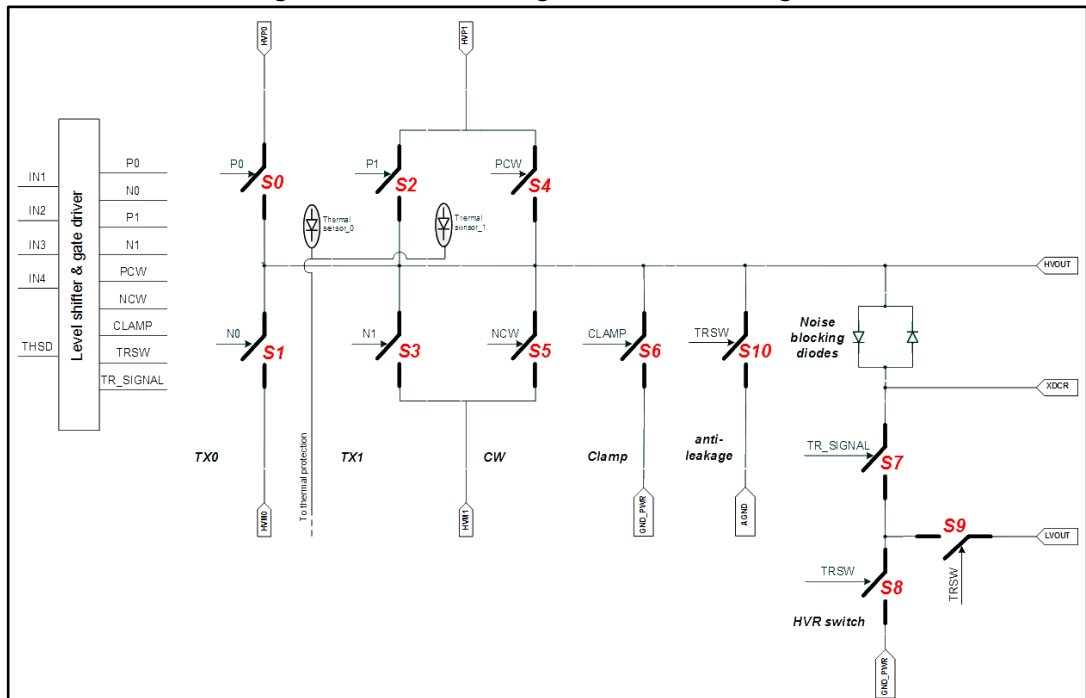 HVP0
HVP1
Level shifter & gate driver
IN1
IN2
IN3
IN4
THSD
P0
N0
P1
N1
PCW
NCW
CLAMP
TRSW
TR_SIGNAL
P0
S0
P1
S2
PCW
S4
Thermal
sensor_0
Thermal
sensor_1
HVOUT
N0
S1
N1
S3
NCW
S5
CLAMP
S6
TRSW
S10
Noise
blocking
diodes
XDCR
To thermal protection
TX0
TX1
CW
Clamp
anti-
leakage
TR_SIGNAL
S7
HVM0
HVM1
GND_PWR
AGND
S9
LVOUT
TRSW
TRSW
S8
HVR switch
GND_PWR